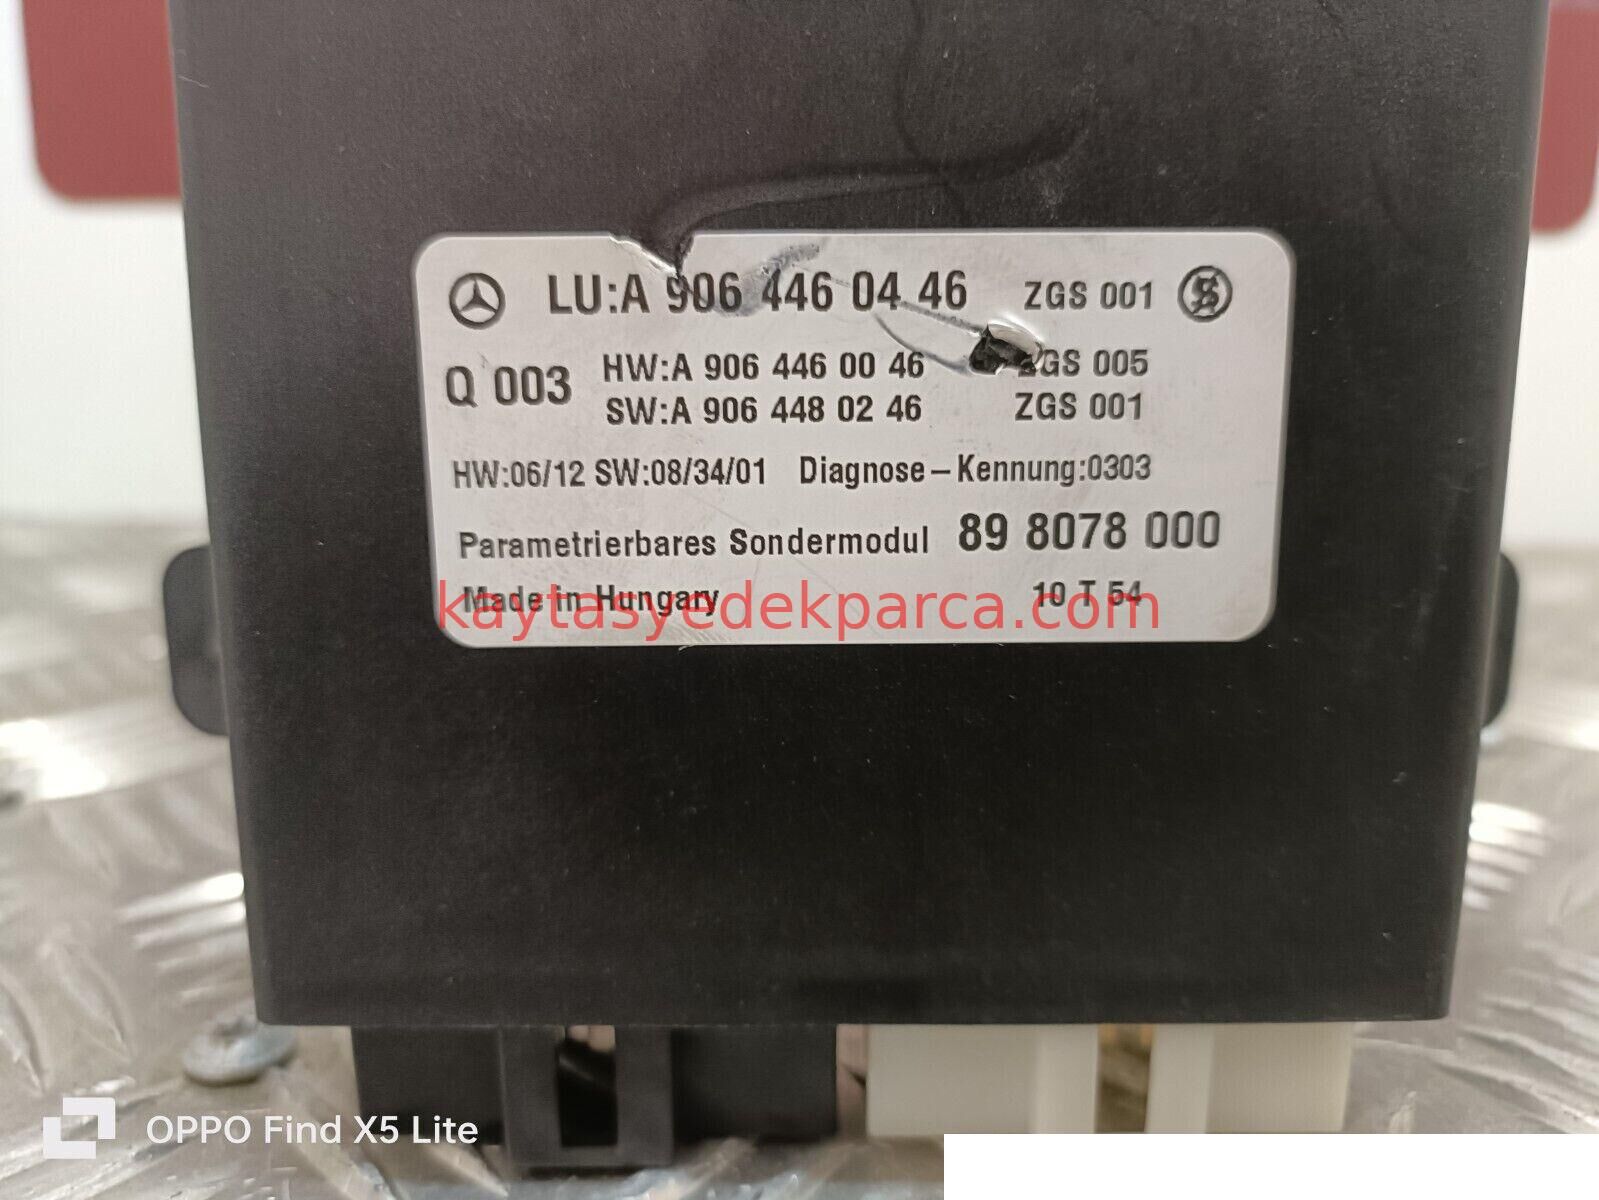 LU:A 906 446 04 46 ZGS 001
Q 003
HW:A 906 446 00 46 ZGS 005
SW:A 906 448 02 46 ZGS 001
HW:06/12 SW:08/34/01 Diagnose-Kennung:0303
Parametrierbares Sondermodul 89 8078 000
Made in Hungary 10 T 54
kaytasyedekparca.com
OPPO Find X5 Lite